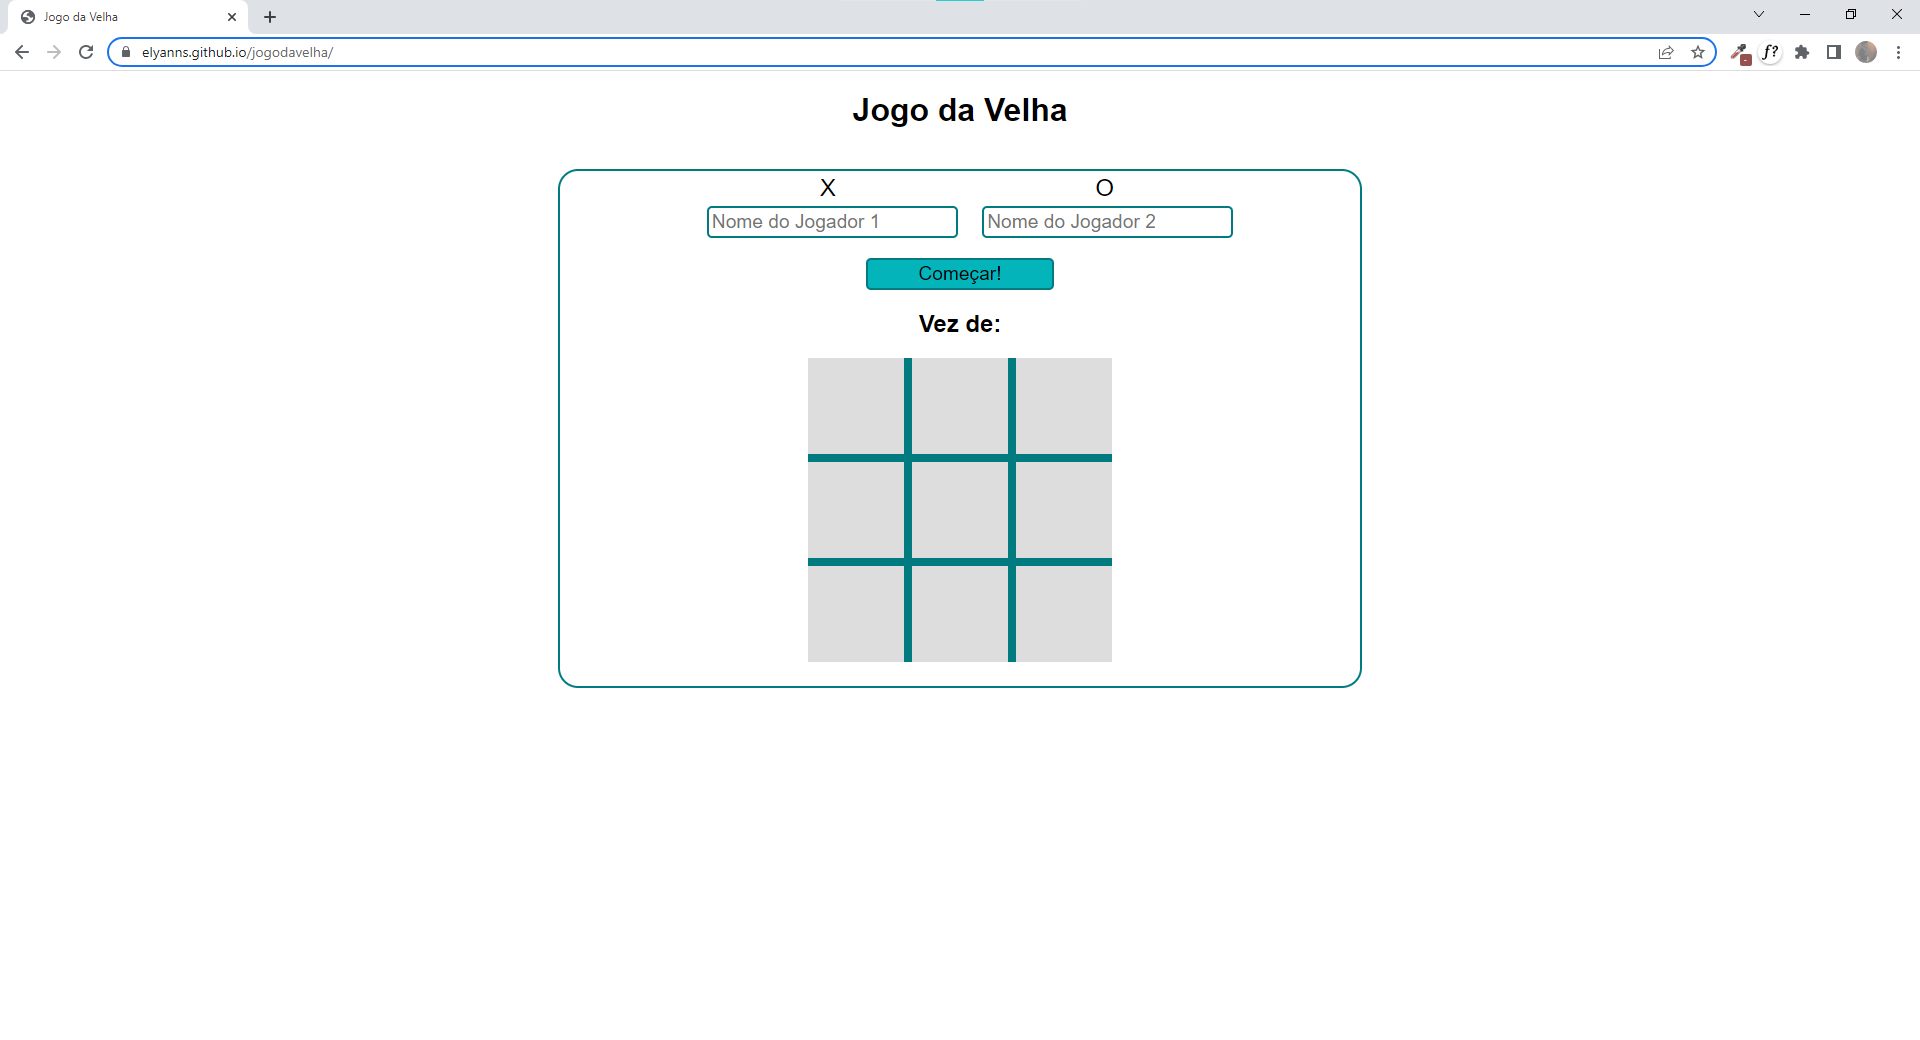 Jogo da Velha
elyanns.github.io/jogodavelha/
f?
Jogo da Velha
X
O
Nome do Jogador 1
Nome do Jogador 2
Começar!
Vez de: